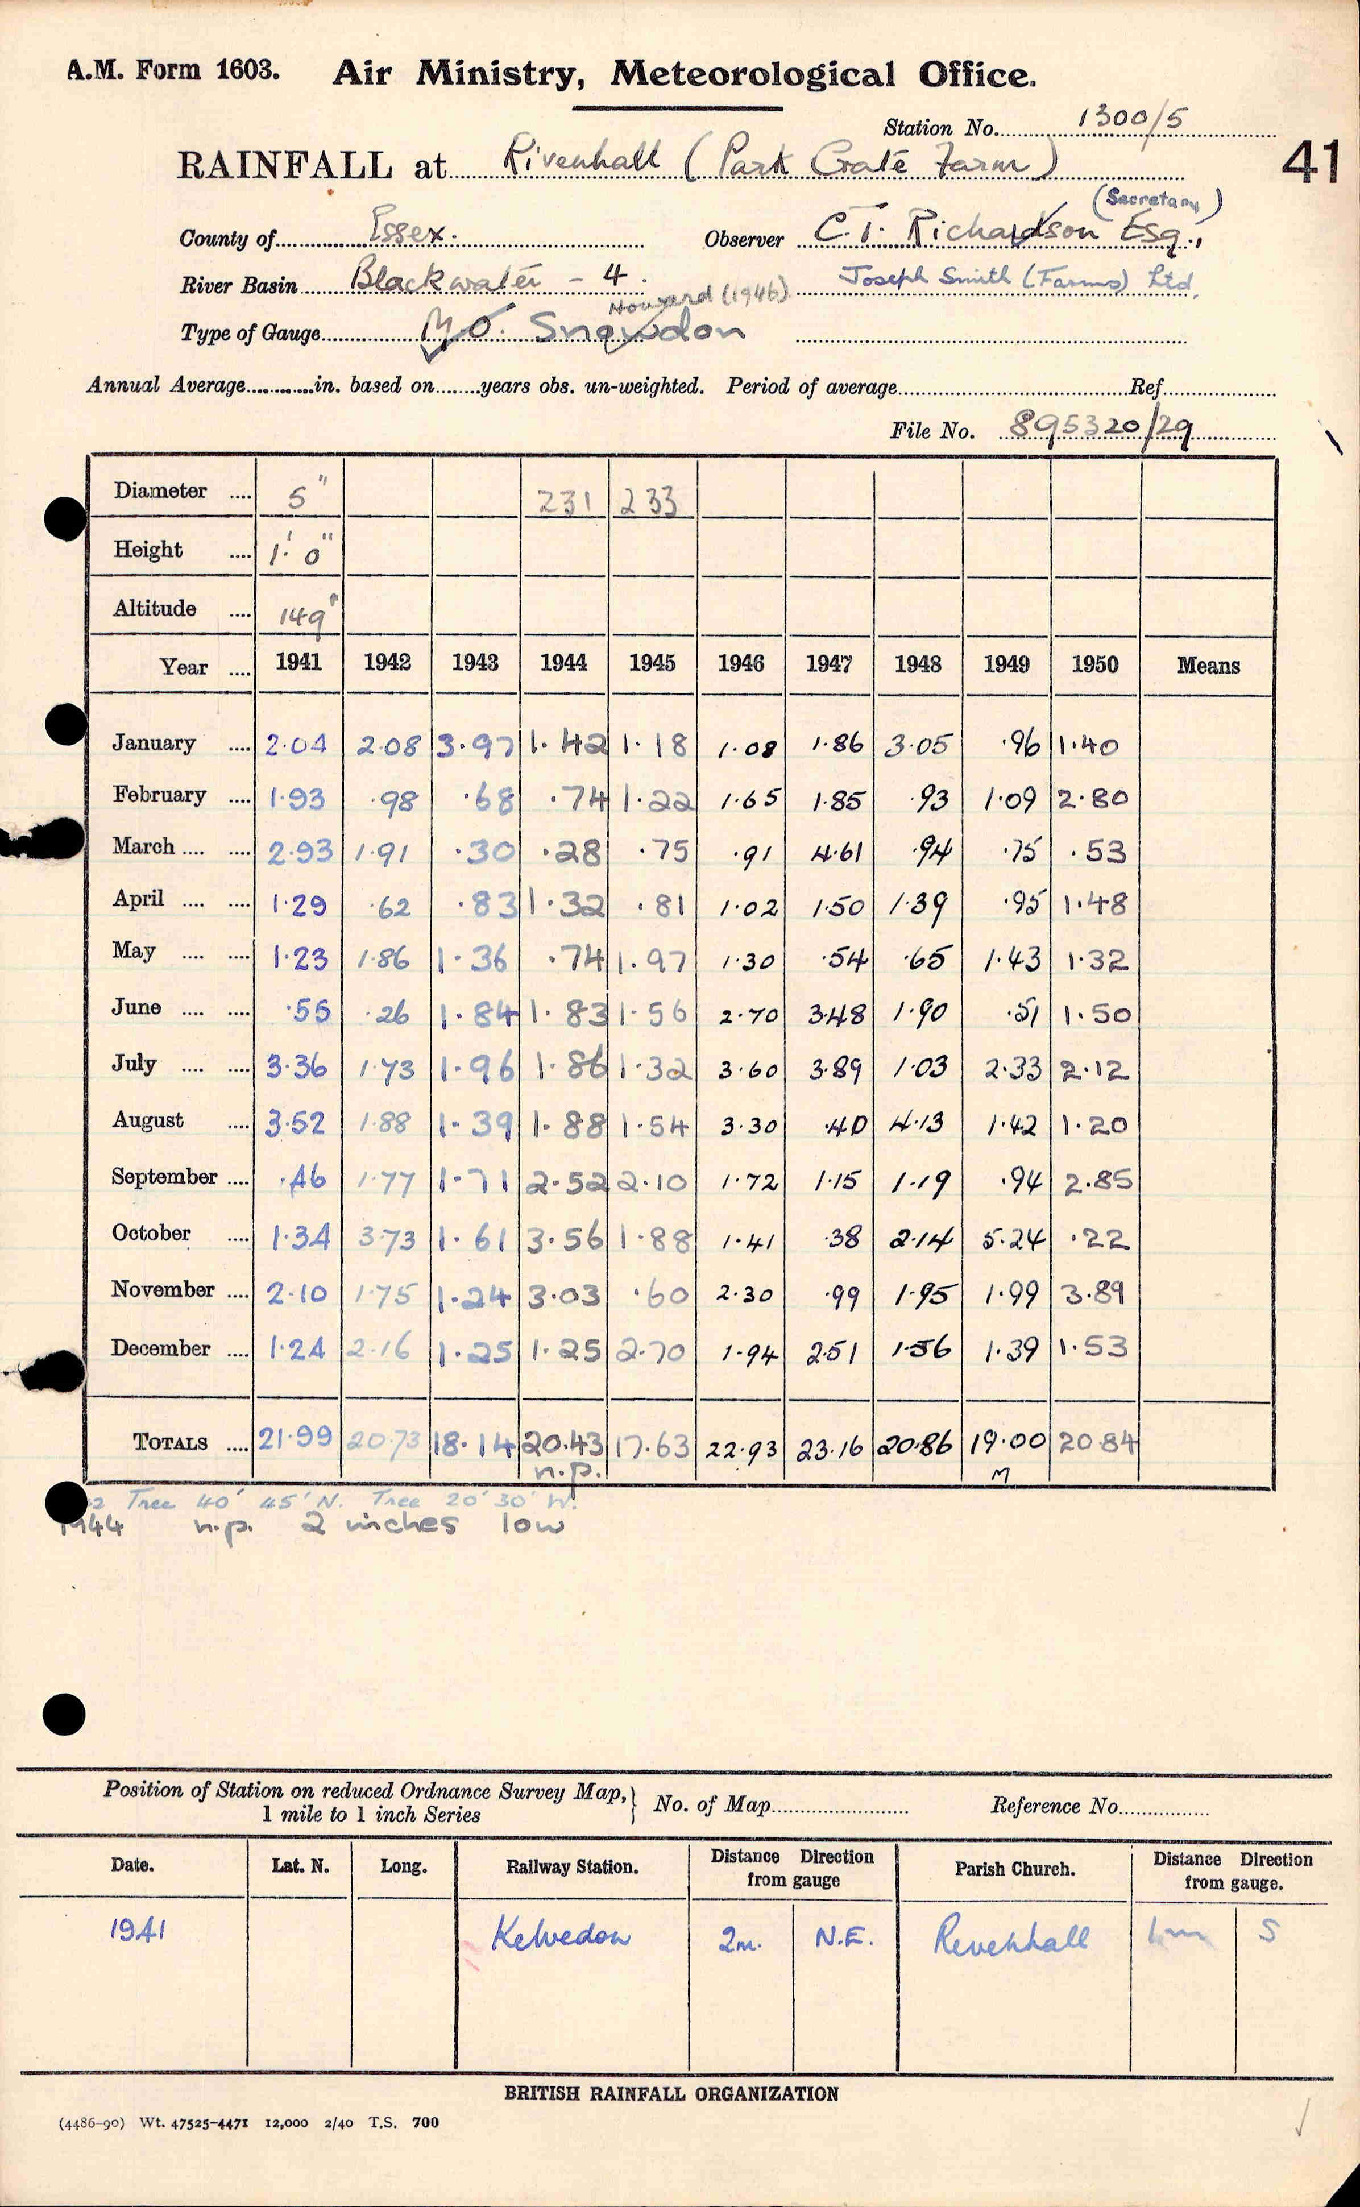 A.M. Form 1603. Air Ministry, Meteorological Office.
Station No. 1300/5
41
RAINFALL at Rivenhall (Park Gate Farm)
(Secretary)
County of Essex. Observer C.T. Richardson Esq.,
River Basin Blackwater - 4. Joseph Smith (Farms) Ltd.
Howard (1946)
Type of Gauge M.O. Snowdon
Annual Average in. based on years obs. un-weighted. Period of average Ref
File No. 895320/29
Diameter .... 5" 231 233
Height .... 1' 0"
Altitude .... 149'
Year .... 1941 1942 1943 1944 1945 1946 1947 1948 1949 1950 Means
January .... 2.04 2.08 3.97 1.42 1.18 1.08 1.86 3.05 .96 1.40
February .... 1.93 .98 .68 .74 1.22 1.65 1.85 .93 1.09 2.80
March .... .... 2.93 1.91 .30 .28 .75 .91 4.61 .94 .75 .53
April .... .... 1.29 .62 .83 1.32 .81 1.02 1.50 1.39 .95 1.48
May .... .... 1.23 1.86 1.36 .74 1.97 1.30 .54 .65 1.43 1.32
June .... .... .55 .26 1.84 1.83 1.56 2.70 3.48 1.90 .51 1.50
July .... .... 3.36 1.73 1.96 1.86 1.32 3.60 3.89 1.03 2.33 2.12
August .... 3.52 1.88 1.39 1.88 1.54 3.30 .40 4.13 1.42 1.20
September .... .46 1.77 1.71 2.52 2.10 1.72 1.15 1.19 .94 2.85
October .... 1.34 3.73 1.61 3.56 1.88 1.41 .38 2.14 5.24 .22
November .... 2.10 1.75 1.24 3.03 .60 2.30 .99 1.95 1.99 3.89
December .... 1.24 2.16 1.25 1.25 2.70 1.94 2.51 1.56 1.39 1.53
TOTALS .... 21.99 20.73 18.14 20.43 17.63 22.93 23.16 20.86 19.00 20.84
n.p. M
Tree 40' 45' N. Tree 20' 30' W.
1944 n.p. 2 inches low
Position of Station on reduced Ordnance Survey Map,} No. of Map Reference No.
1 mile to 1 inch Series
Date. Lat. N. Long. Railway Station. Distance Direction from gauge Parish Church. Distance Direction from gauge.
1941 Kelvedon 2m. N.E. Revenhall 1m S
BRITISH RAINFALL ORGANIZATION
(4486-90) Wt. 47525-4471 12,000 2/40 T.S. 700